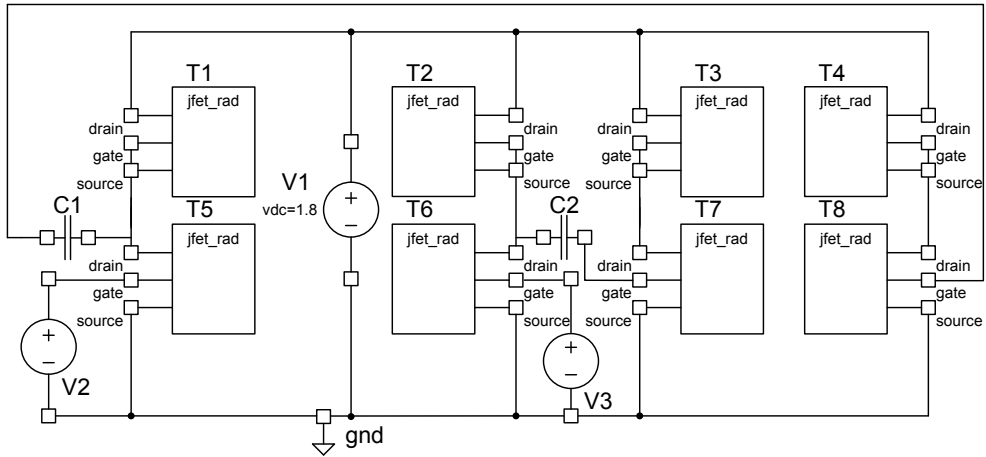 T1
T2
T3
T4
jfet_rad
jfet_rad
jfet_rad
jfet_rad
drain
gate
source
drain
gate
source
drain
gate
source
drain
gate
source
V1
vdc=1.8
+
−
C1
T5
T6
C2
T7
T8
jfet_rad
jfet_rad
jfet_rad
jfet_rad
drain
gate
source
drain
gate
source
drain
gate
source
drain
gate
source
+
−
V2
+
−
V3
gnd